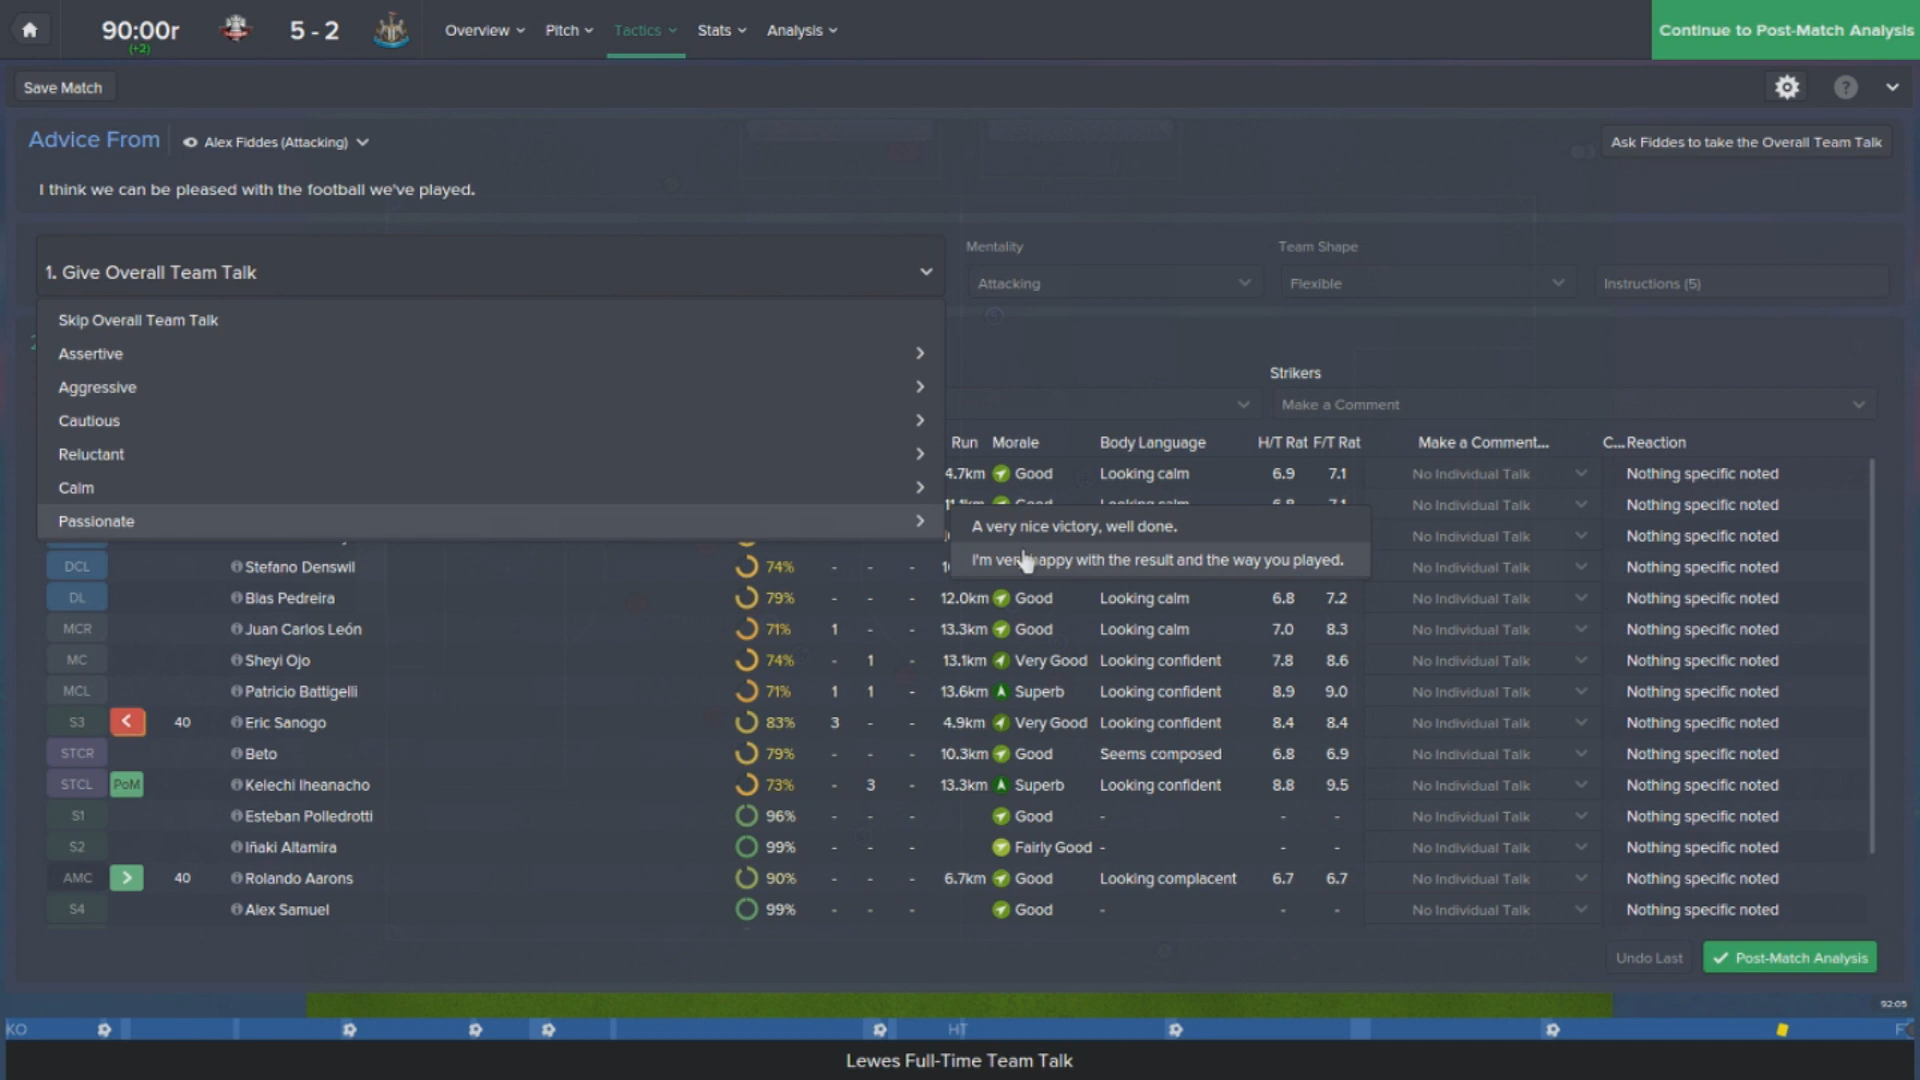 90:00r
(+2)
5 - 2
Overview
Pitch
Tactics
Stats
Analysis
Continue to Post-Match Analysis
Save Match
?
Advice From
Alex Fiddes (Attacking)
Ask Fiddes to take the Overall Team Talk
I think we can be pleased with the football we've played.
1. Give Overall Team Talk
Mentality
Team Shape
Attacking
Flexible
Instructions (5)
Skip Overall Team Talk
Assertive
Aggressive
Cautious
Reluctant
Calm
Passionate
A very nice victory, well done.
I'm very happy with the result and the way you played.
Strikers
Make a Comment
Run Morale Body Language H/T Rat F/T Rat Make a Comment... C... Reaction
4.7km Good Looking calm 6.9 7.1 No Individual Talk Nothing specific noted
No Individual Talk Nothing specific noted
No Individual Talk Nothing specific noted
DCL Stefano Denswil 74% - - - No Individual Talk Nothing specific noted
DL Blas Pedreira 79% - - - 12.0km Good Looking calm 6.8 7.2 No Individual Talk Nothing specific noted
MCR Juan Carlos León 71% 1 - - 13.3km Good Looking calm 7.0 8.3 No Individual Talk Nothing specific noted
MC Sheyi Ojo 74% - 1 - 13.1km Very Good Looking confident 7.8 8.6 No Individual Talk Nothing specific noted
MCL Patricio Battigelli 71% 1 1 - 13.6km Superb Looking confident 8.9 9.0 No Individual Talk Nothing specific noted
S3 40 Eric Sanogo 83% 3 - - 4.9km Very Good Looking confident 8.4 8.4 No Individual Talk Nothing specific noted
STCR Beto 79% - - - 10.3km Good Seems composed 6.8 6.9 No Individual Talk Nothing specific noted
STCL PoM Kelechi Iheanacho 73% - 3 - 13.3km Superb Looking confident 8.8 9.5 No Individual Talk Nothing specific noted
S1 Esteban Polledrotti 96% - - - Good - - - No Individual Talk Nothing specific noted
S2 Iñaki Altamira 99% - - - Fairly Good - - - No Individual Talk Nothing specific noted
AMC 40 Rolando Aarons 90% - - - 6.7km Good Looking complacent 6.7 6.7 No Individual Talk Nothing specific noted
S4 Alex Samuel 99% - - - Good - - - No Individual Talk Nothing specific noted
Undo Last
Post-Match Analysis
92:05
KO
HT
Lewes Full-Time Team Talk